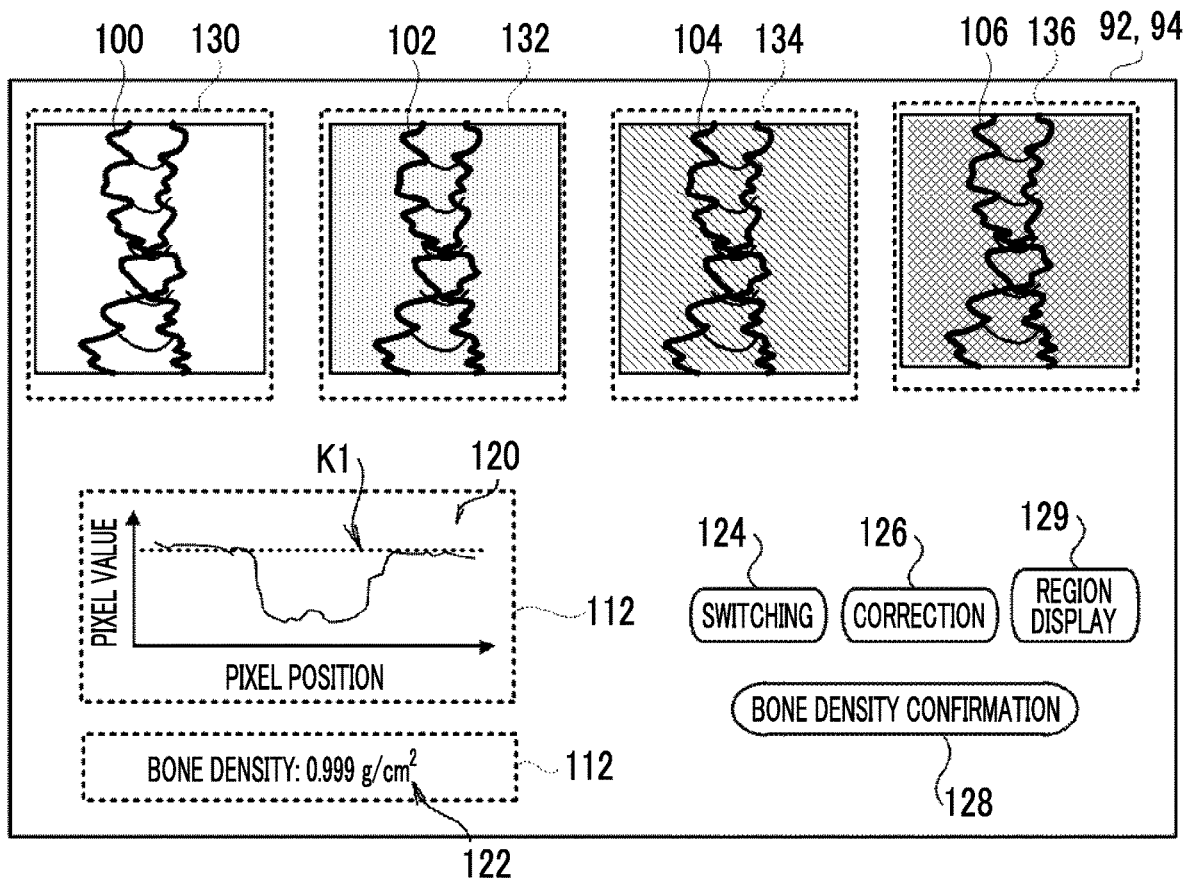 100 130 102 132 104 134 106 136 92, 94
K1 120
PIXEL VALUE
PIXEL POSITION
112
124 126 129
SWITCHING CORRECTION REGION
DISPLAY
BONE DENSITY CONFIRMATION
128
BONE DENSITY: 0.999 g/cm²
112
122